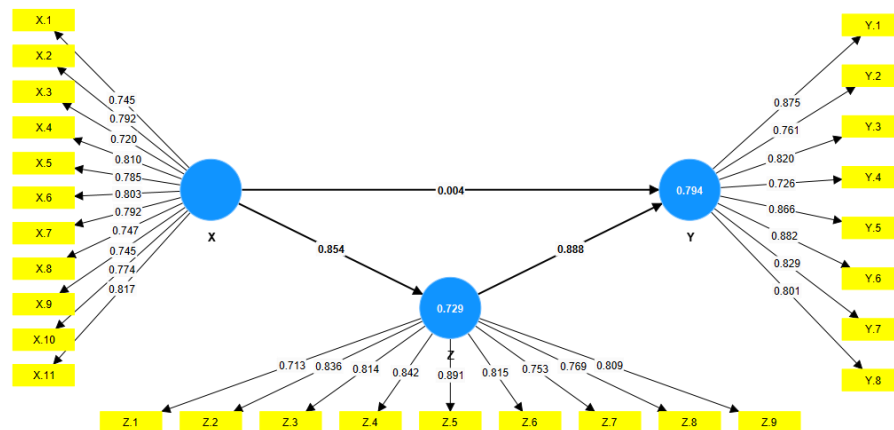 X.1
X.2
X.3
X.4
X.5
X.6
X.7
X.8
X.9
X.10
X.11
0.745
0.792
0.720
0.810
0.785
0.803
0.792
0.747
0.745
0.774
0.817
X
0.004
0.854
0.888
0.794
Y
0.875
0.761
0.820
0.726
0.866
0.882
0.829
0.801
Y.1
Y.2
Y.3
Y.4
Y.5
Y.6
Y.7
Y.8
0.729
Z
0.713
0.836
0.814
0.842
0.891
0.815
0.753
0.769
0.809
Z.1
Z.2
Z.3
Z.4
Z.5
Z.6
Z.7
Z.8
Z.9